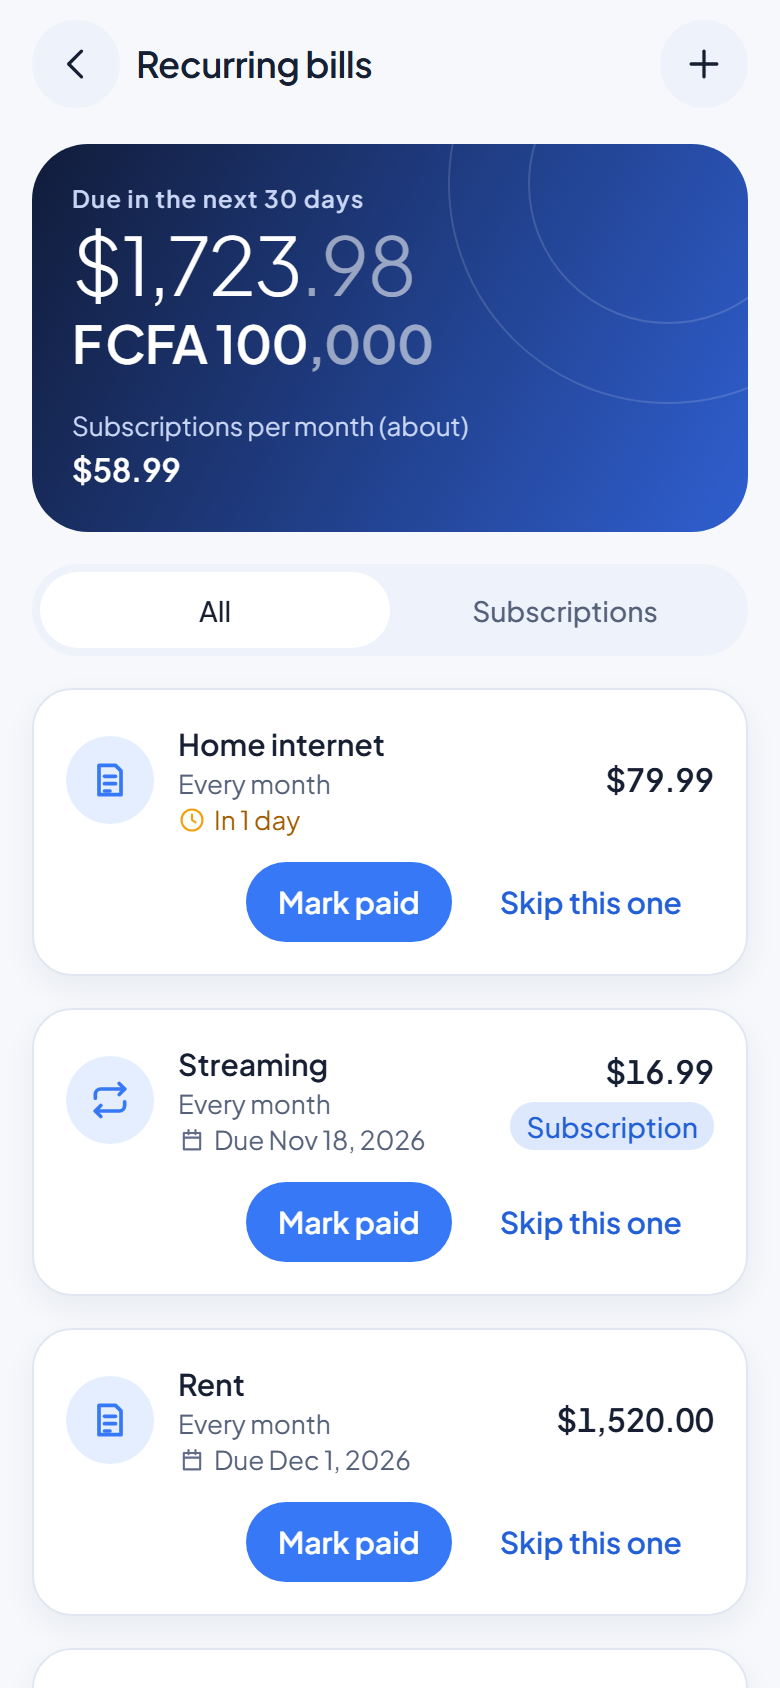 Recurring bills
Due in the next 30 days
$1,723.98
FCFA 100,000
Subscriptions per month (about)
$58.99
All
Subscriptions
Home internet
Every month
In 1 day
$79.99
Mark paid
Skip this one
Streaming
Every month
Due Nov 18, 2026
$16.99
Subscription
Mark paid
Skip this one
Rent
Every month
Due Dec 1, 2026
$1,520.00
Mark paid
Skip this one